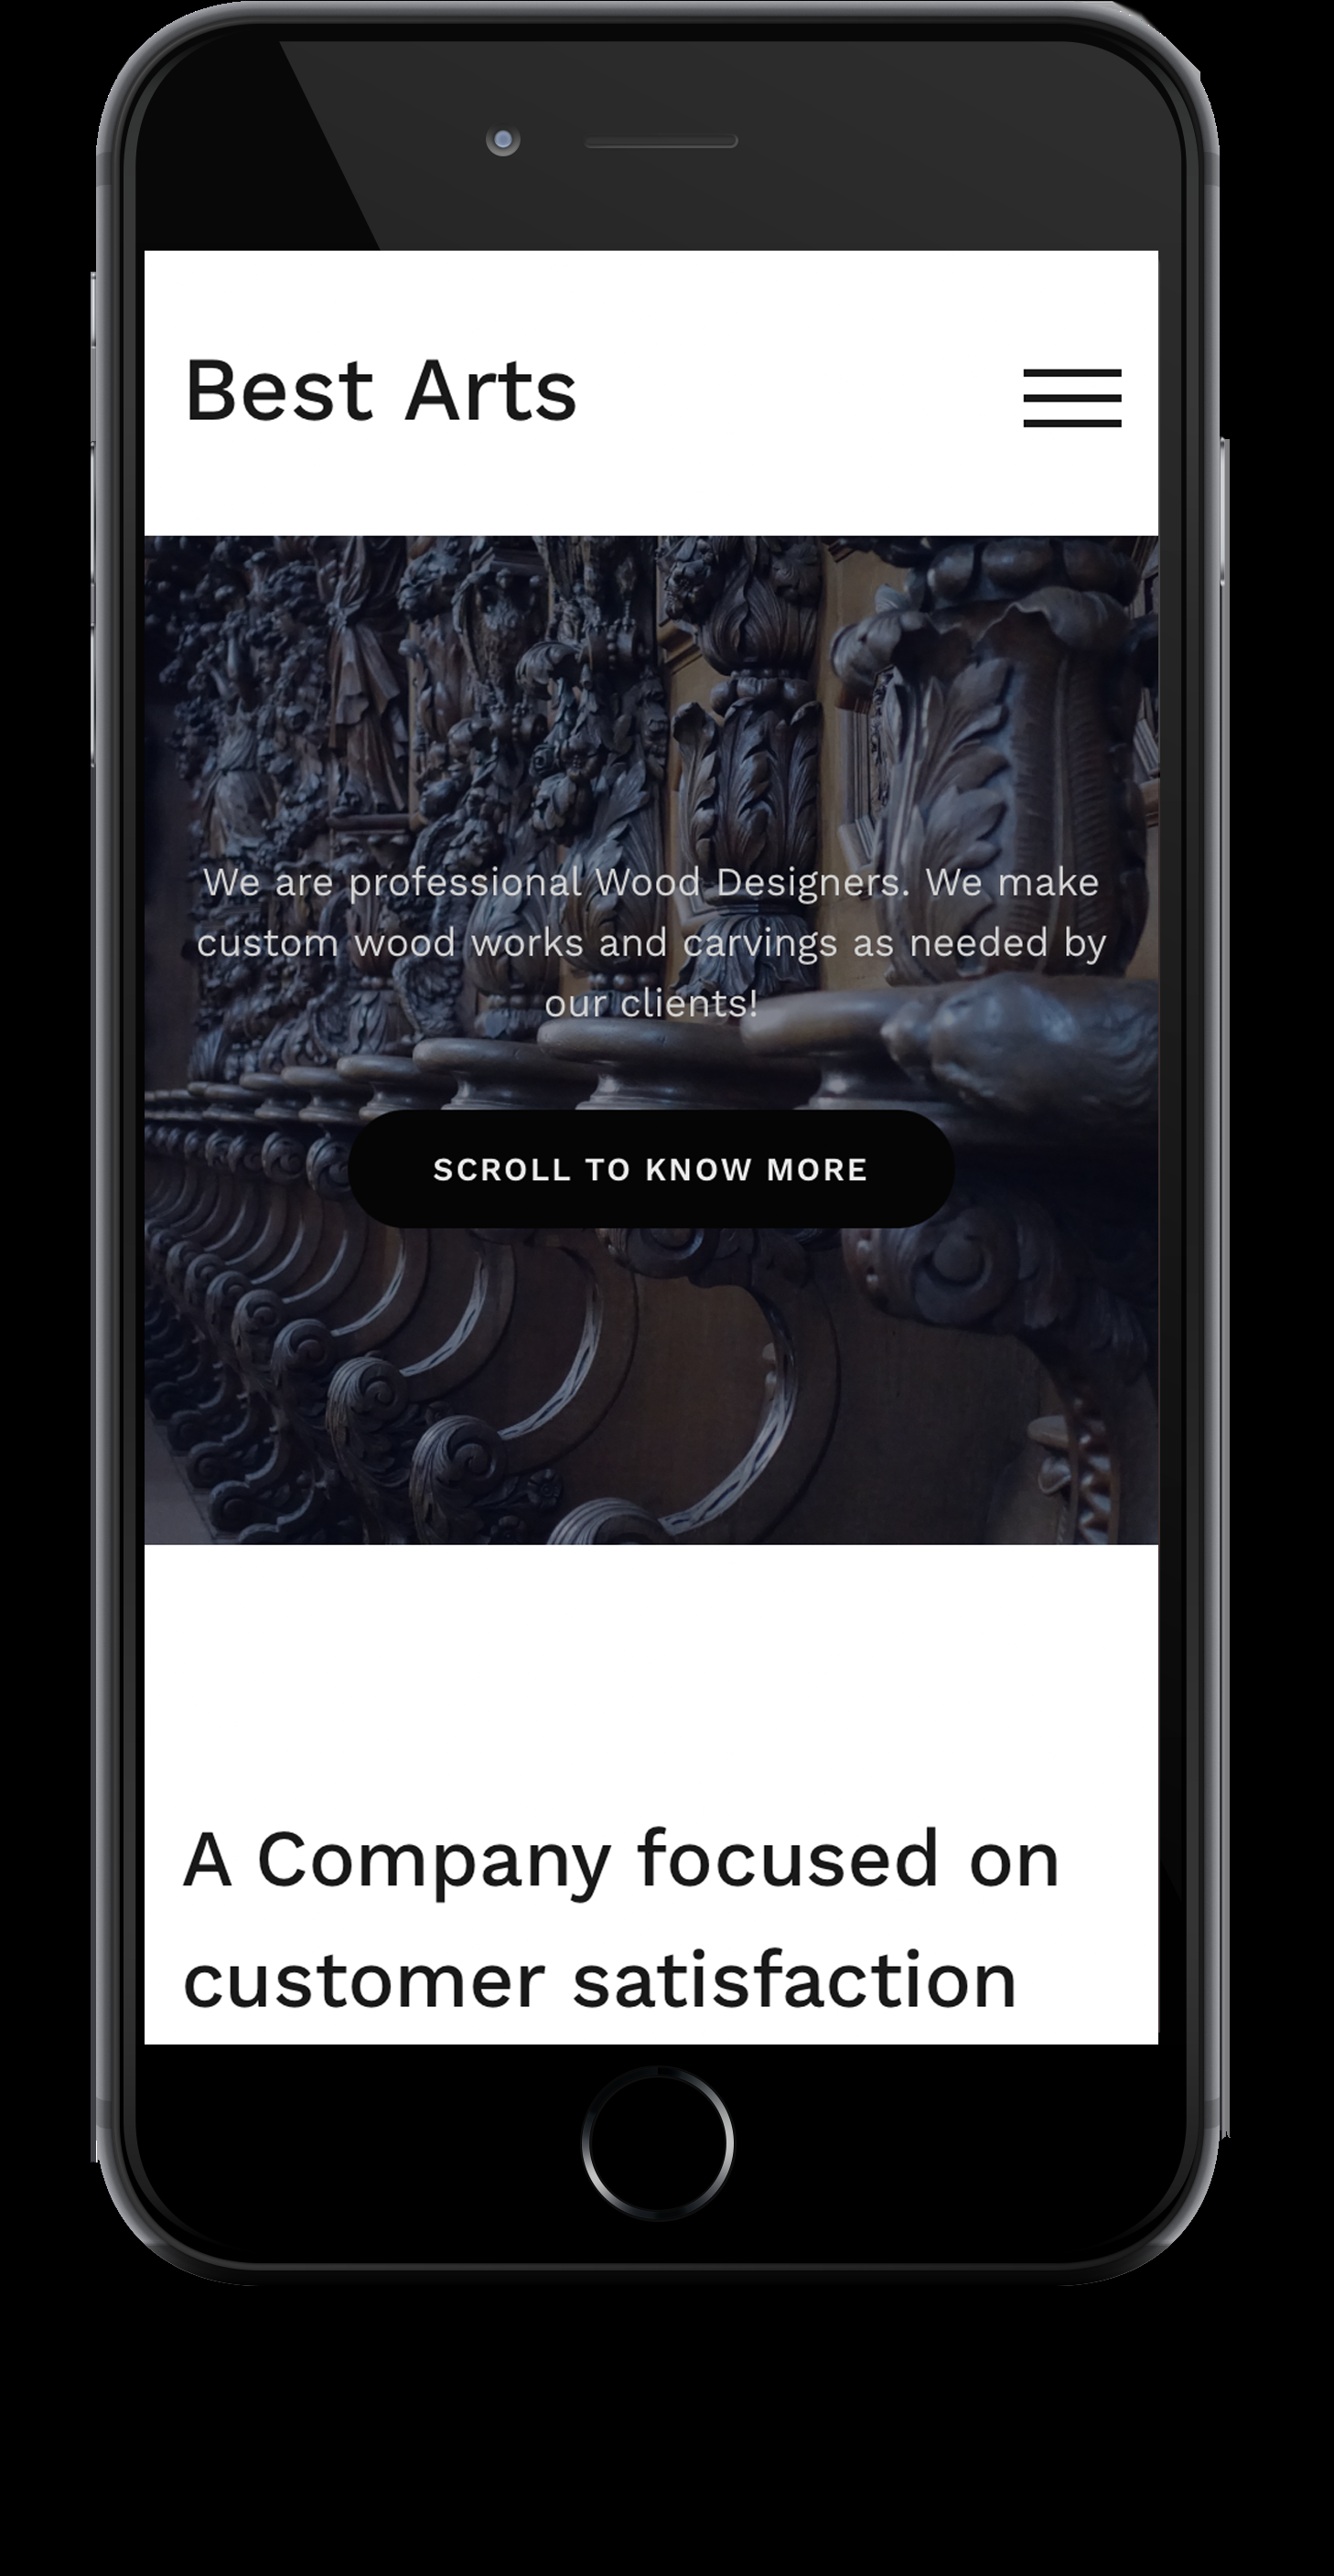 Best Arts
We are professional Wood Designers. We make
custom wood works and carvings as needed by
our clients!
SCROLL TO KNOW MORE
A Company focused on
customer satisfaction